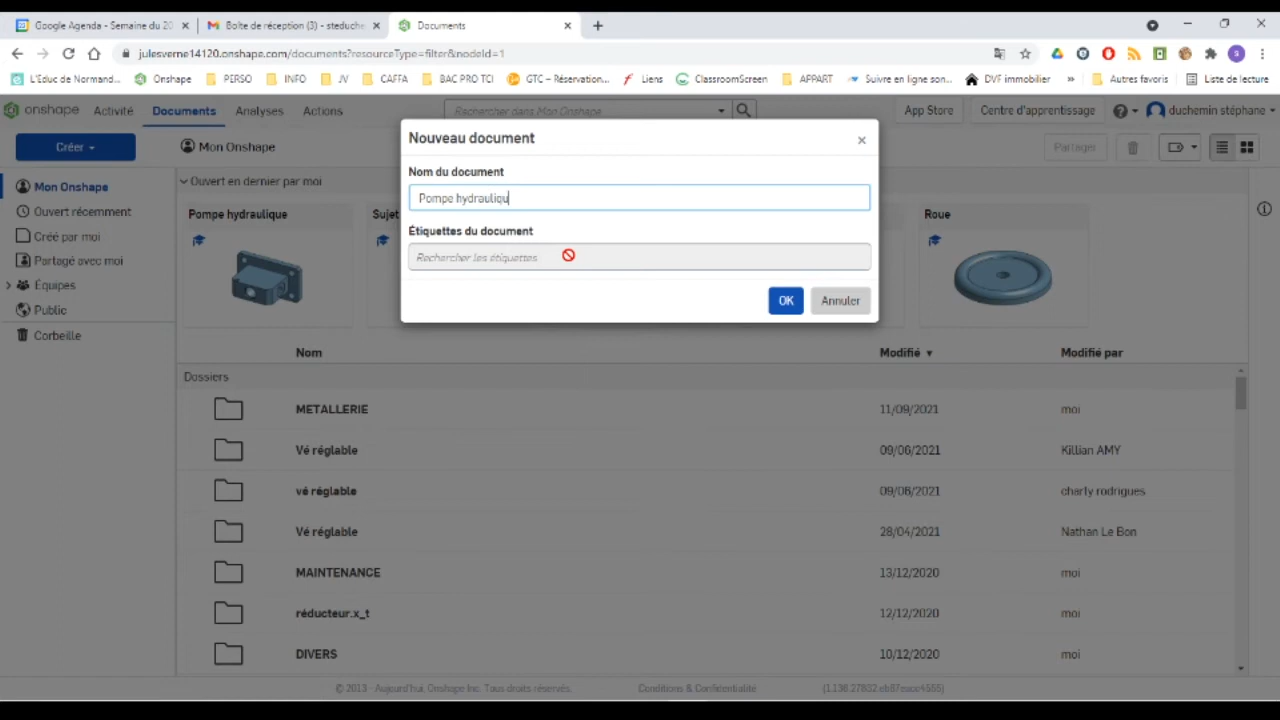 Google Agenda - Semaine du 20
Boîte de réception (3) - steduche
Documents
julesverne14120.onshape.com/documents?resourceType=filter&nodeId=1
L'Educ de Normand...
Onshape
PERSO
INFO
JV
CAFFA
BAC PRO TCI
GTC – Réservation...
Liens
ClassroomScreen
APPART
Suivre en ligne son...
DVF immobilier
»
Autres favoris
Liste de lecture
onshape
Activité
Documents
Analyses
Actions
Rechercher dans Mon Onshape
App Store
Centre d'apprentissage
duchemin stéphane
Créer
Mon Onshape
Partager
Nouveau document
Nom du document
Pompe hydrauliqu
Étiquettes du document
Rechercher les étiquettes
OK
Annuler
Mon Onshape
Ouvert récemment
Créé par moi
Partagé avec moi
Équipes
Public
Corbeille
Ouvert en dernier par moi
Pompe hydraulique
Sujet
Roue
Nom Modifié Modifié par
Dossiers
METALLERIE 11/09/2021 moi
Vé réglable 09/06/2021 Killian AMY
vé réglable 09/06/2021 charly rodrigues
Vé réglable 28/04/2021 Nathan Le Bon
MAINTENANCE 13/12/2020 moi
réducteur.x_t 12/12/2020 moi
DIVERS 10/12/2020 moi
© 2013 - Aujourd'hui, Onshape Inc. Tous droits réservés.
Conditions & Confidentialité